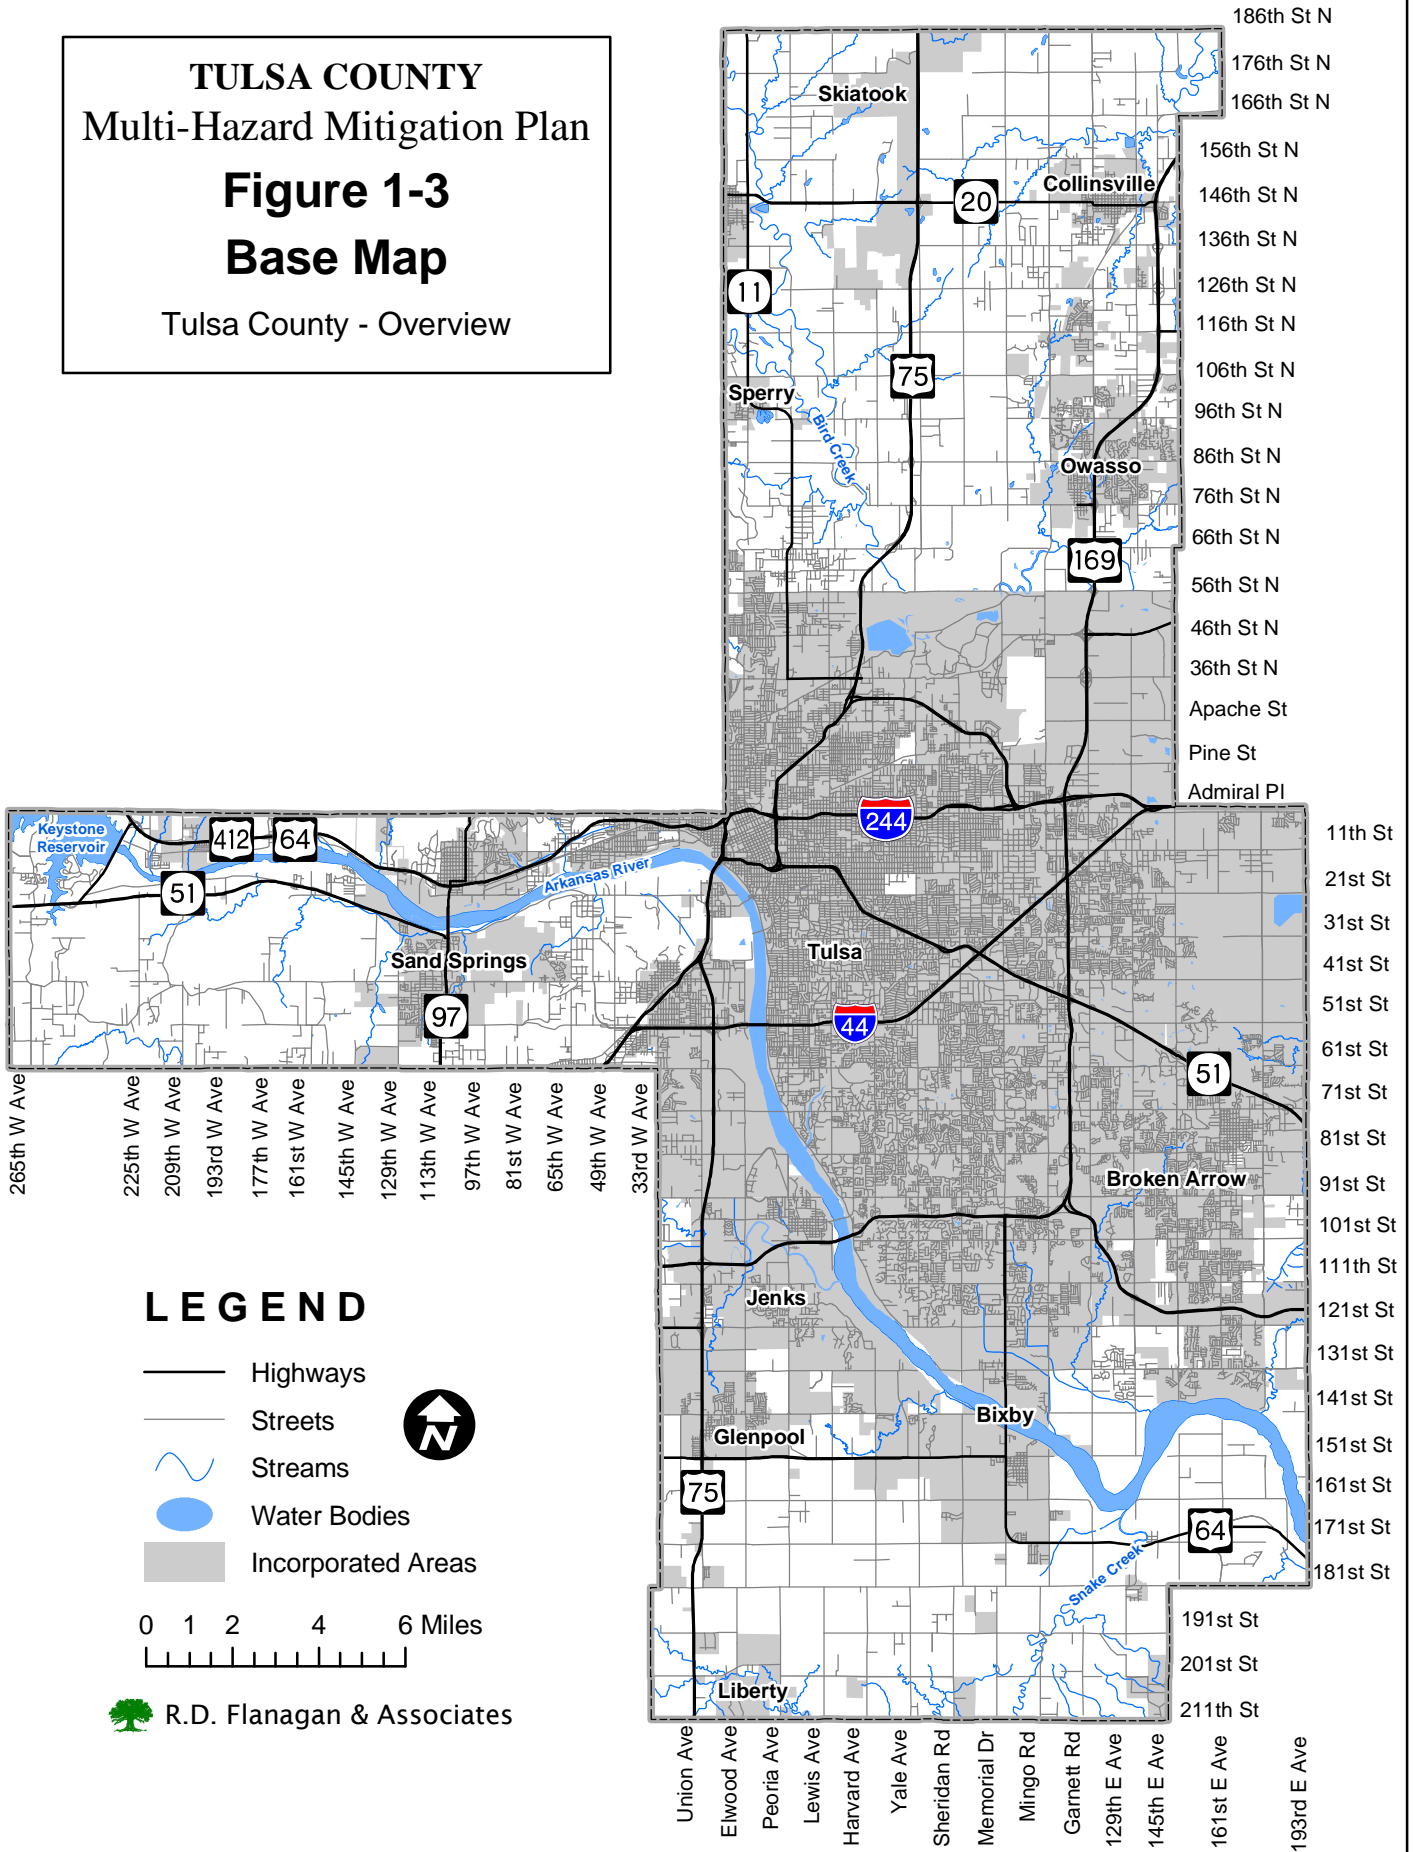 TULSA COUNTY
Multi-Hazard Mitigation Plan
Figure 1-3
Base Map
Tulsa County - Overview
186th St N
176th St N
166th St N
156th St N
146th St N
136th St N
126th St N
116th St N
106th St N
96th St N
86th St N
76th St N
66th St N
56th St N
46th St N
36th St N
Apache St
Pine St
Admiral Pl
11th St
21st St
31st St
41st St
51st St
61st St
71st St
81st St
91st St
101st St
111th St
121st St
131st St
141st St
151st St
161st St
171st St
181st St
191st St
201st St
211th St
Skiatook
Collinsville
20
11
75
Sperry
Bird Creek
Owasso
169
244
Keystone
Reservoir
412
64
51
Arkansas River
Tulsa
Sand Springs
97
44
51
Broken Arrow
Jenks
Bixby
Glenpool
75
64
Snake Creek
Liberty
265th W Ave
225th W Ave
209th W Ave
193rd W Ave
177th W Ave
161st W Ave
145th W Ave
129th W Ave
113th W Ave
97th W Ave
81st W Ave
65th W Ave
49th W Ave
33rd W Ave
LEGEND
Highways
Streets
Streams
Water Bodies
Incorporated Areas
N
0 1 2 4 6 Miles
R.D. Flanagan & Associates
Union Ave
Elwood Ave
Peoria Ave
Lewis Ave
Harvard Ave
Yale Ave
Sheridan Rd
Memorial Dr
Mingo Rd
Garnett Rd
129th E Ave
145th E Ave
161st E Ave
193rd E Ave